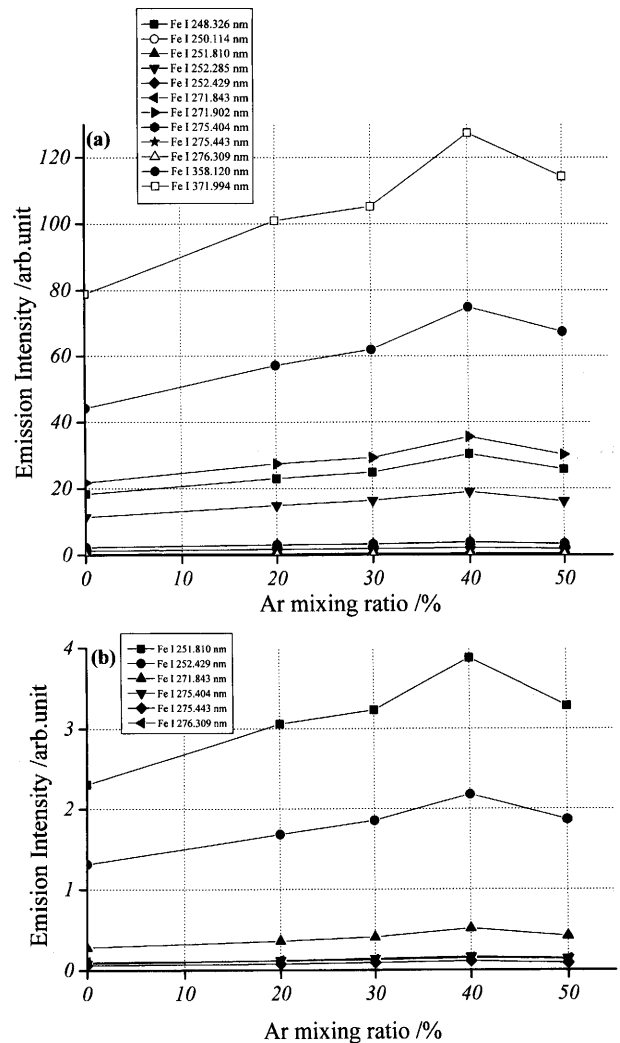 Fe I 248.326 nm
Fe I 250.114 nm
Fe I 251.810 nm
Fe I 252.285 nm
Fe I 252.429 nm
Fe I 271.843 nm
Fe I 271.902 nm
Fe I 275.404 nm
Fe I 275.443 nm
Fe I 276.309 nm
Fe I 358.120 nm
Fe I 371.994 nm
(a)
120
100
80
60
40
20
0
Emission Intensity /arb.unit
0 10 20 30 40 50
Ar mixing ratio /%
(b)
Fe I 251.810 nm
Fe I 252.429 nm
Fe I 271.843 nm
Fe I 275.404 nm
Fe I 275.443 nm
Fe I 276.309 nm
4
3
2
1
0
Emision Intensity /arb.unit
0 10 20 30 40 50
Ar mixing ratio /%